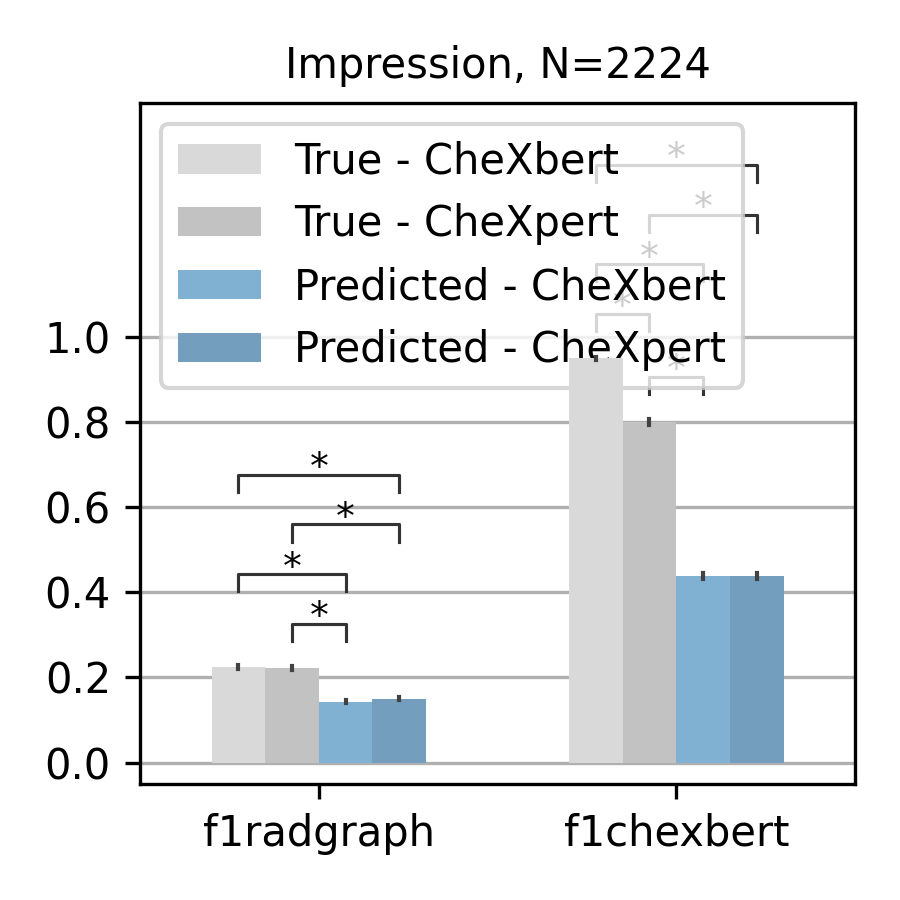 Impression, N=2224
True - CheXbert
True - CheXpert
Predicted - CheXbert
Predicted - CheXpert
*
*
*
*
*
1.0
0.8
0.6
0.4
0.2
0.0
*
*
*
*
f1radgraph
f1chexbert